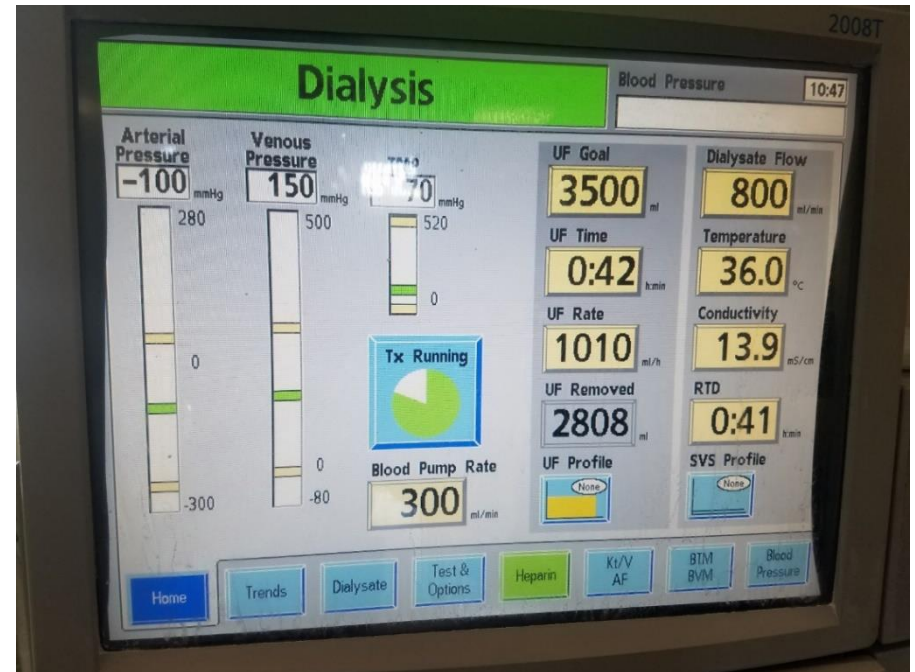 2008T
Dialysis
Blood Pressure
10:47
Arterial Pressure
-100 mmHg
280
0
-300
Venous Pressure
150 mmHg
500
0
-80
70 mmHg
520
0
Tx Running
Blood Pump Rate
300 ml/min
UF Goal
3500 ml
UF Time
0:42 h:min
UF Rate
1010 ml/h
UF Removed
2808 ml
UF Profile
None
Dialysate Flow
800 ml/min
Temperature
36.0 °C
Conductivity
13.9 mS/cm
RTD
0:41 h:min
SVS Profile
None
Home
Trends
Dialysate
Test &
Options
Heparin
Kt/V
AF
BTM
BVM
Blood
Pressure